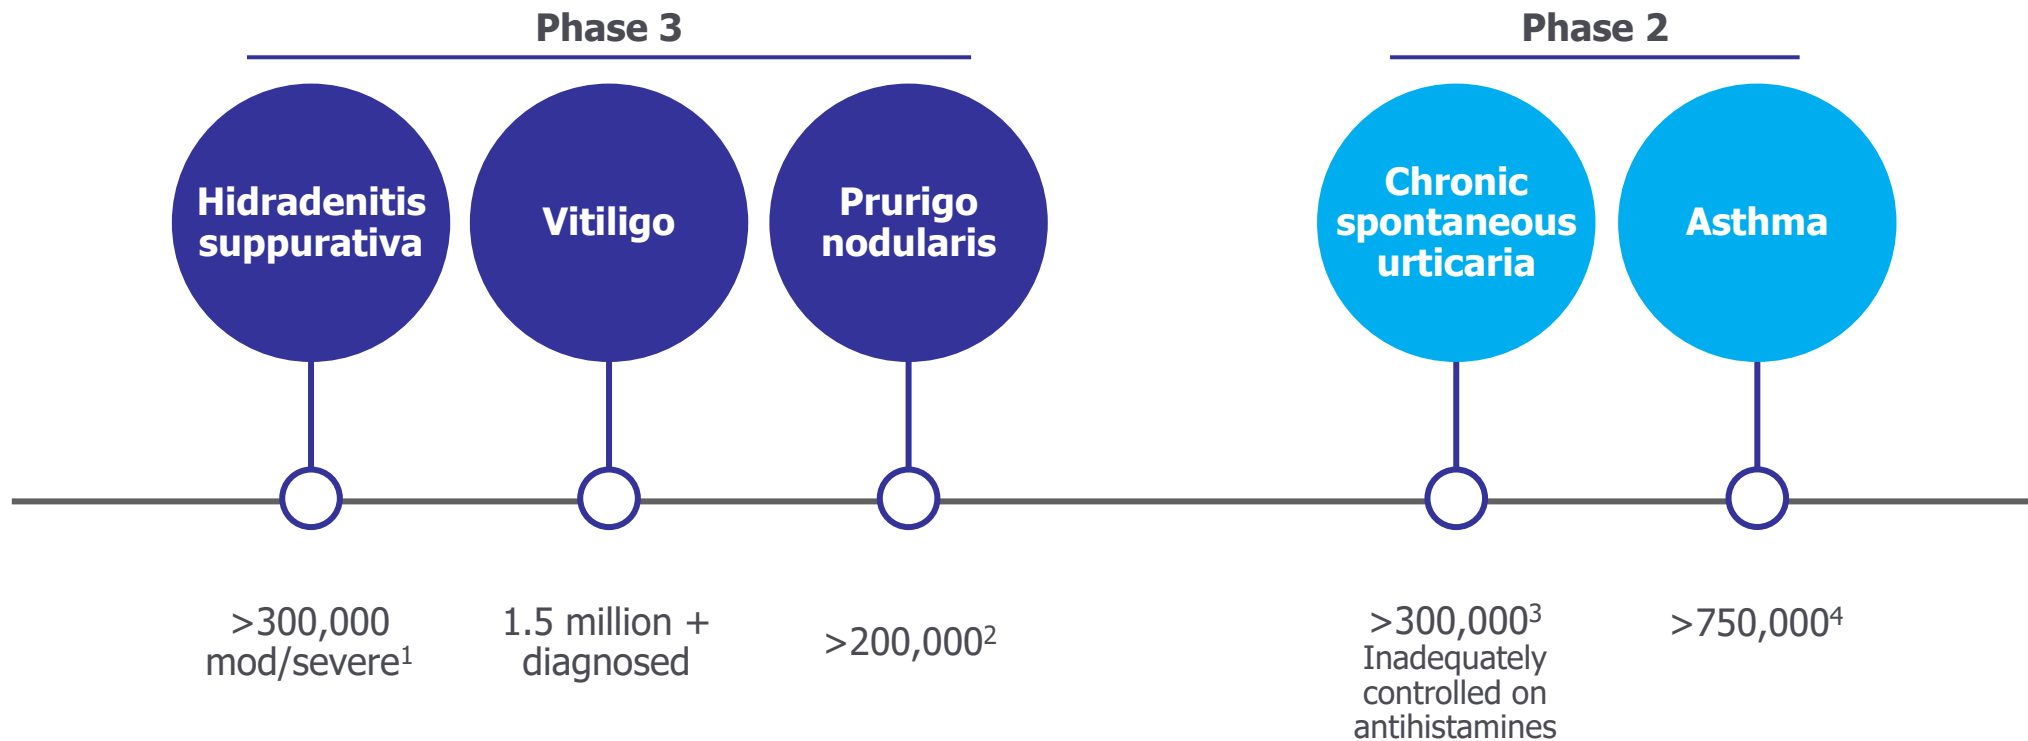 Phase 3
Phase 2
Hidradenitis
suppurativa
Vitiligo
Prurigo
nodularis
Chronic
spontaneous
urticaria
Asthma
>300,000
mod/severe¹
1.5 million +
diagnosed
>200,000²
>300,000³
Inadequately
controlled on
antihistamines
>750,000⁴